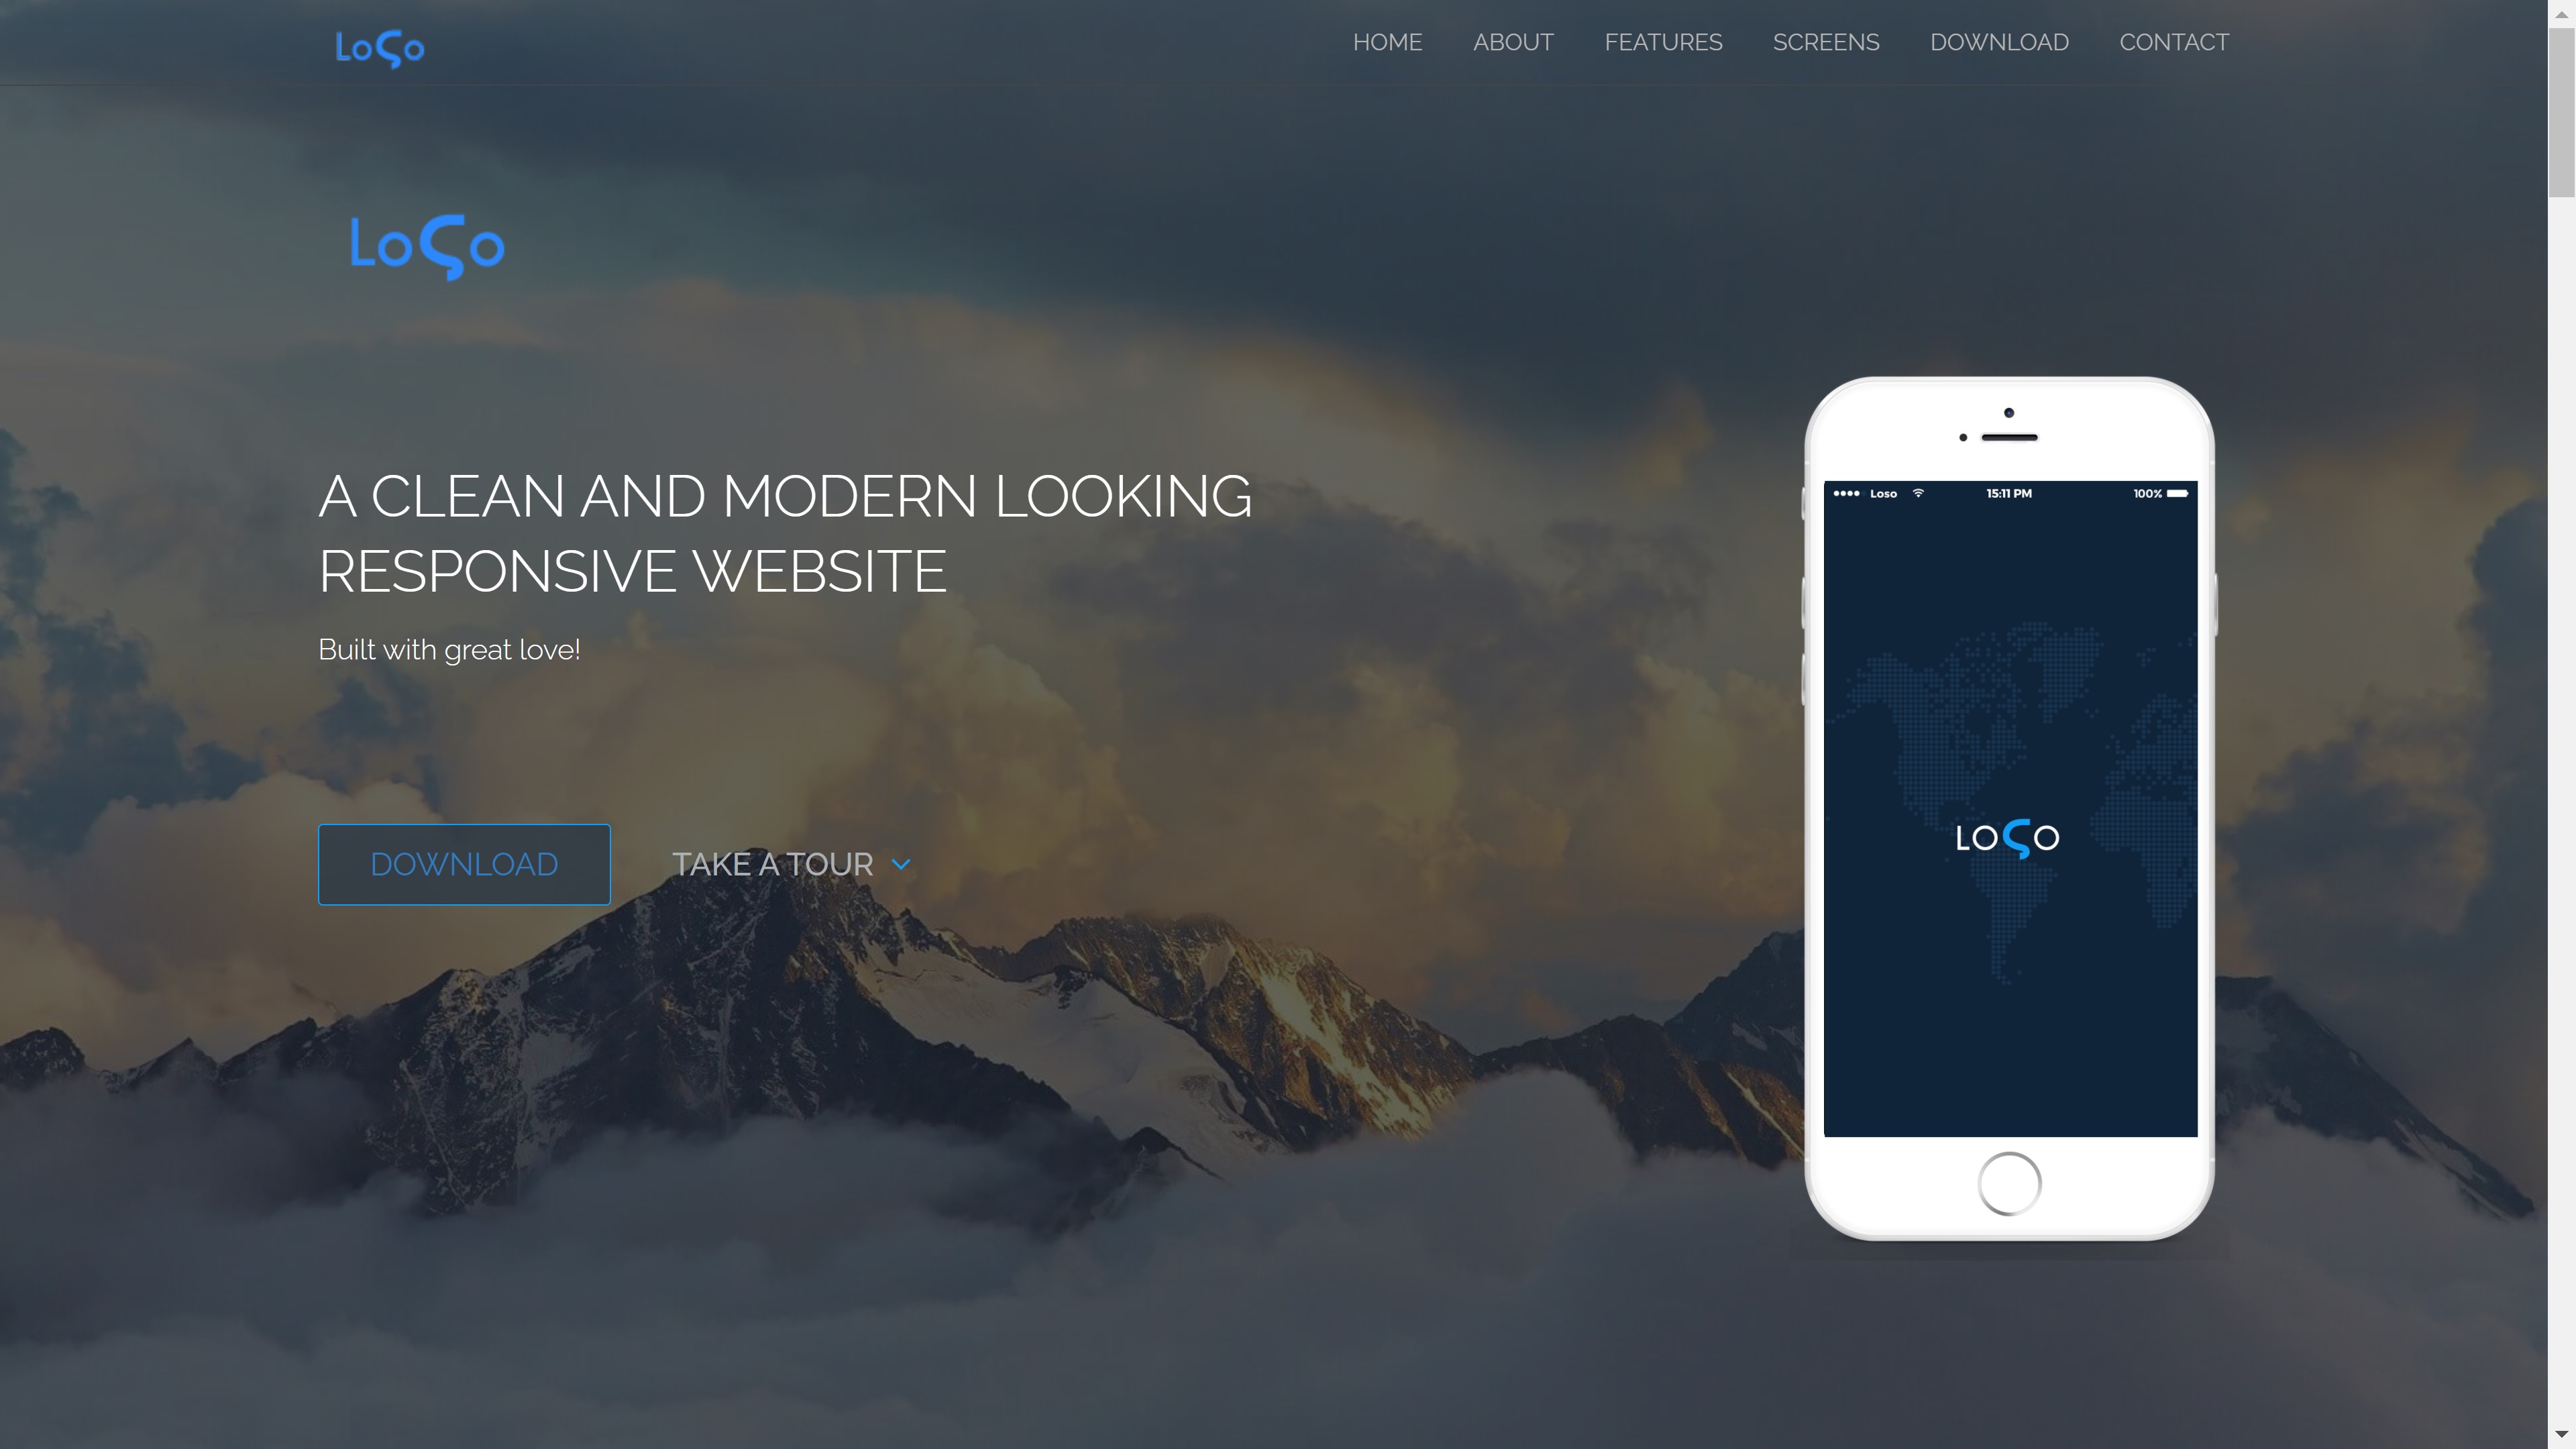 LoSo
HOME ABOUT FEATURES SCREENS DOWNLOAD CONTACT
LoSo
A CLEAN AND MODERN LOOKING
RESPONSIVE WEBSITE
Built with great love!
DOWNLOAD
TAKE A TOUR
Loso 15:11 PM 100%
LOSO